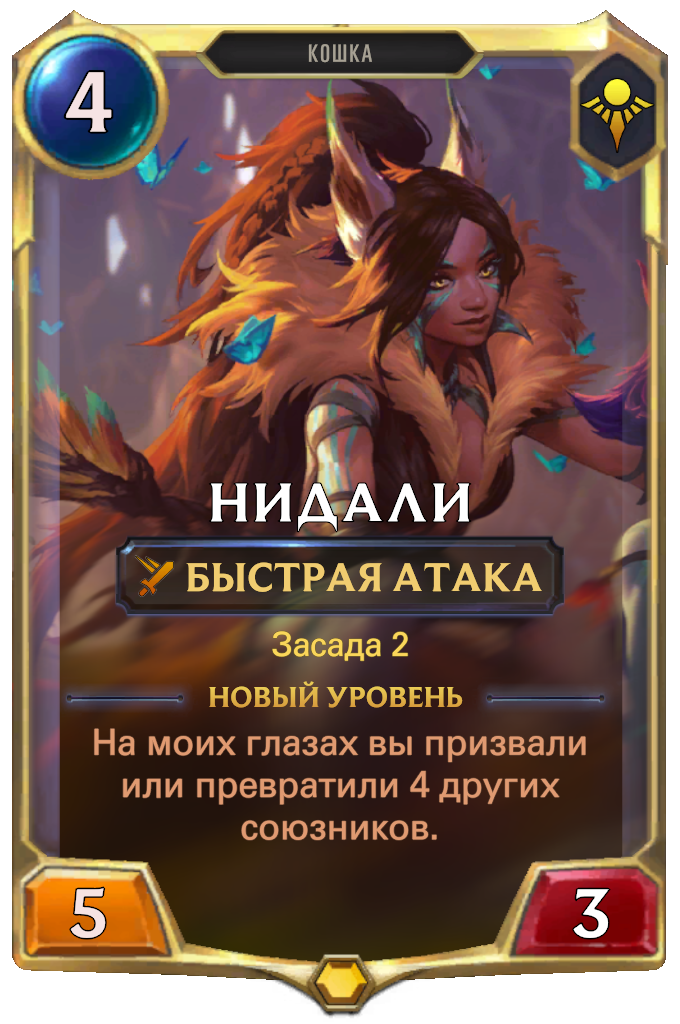 КОШКА
4
НИДАЛИ
БЫСТРАЯ АТАКА
Засада 2
НОВЫЙ УРОВЕНЬ
На моих глазах вы призвали
или превратили 4 других
союзников.
5
3